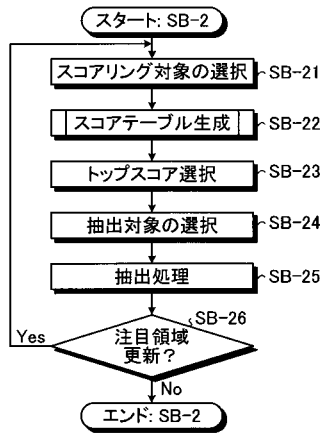 スタート: SB-2
スコアリング対象の選択 SB-21
スコアテーブル生成 SB-22
トップスコア選択 SB-23
抽出対象の選択 SB-24
抽出処理 SB-25
SB-26
注目領域
更新?
Yes
No
エンド: SB-2